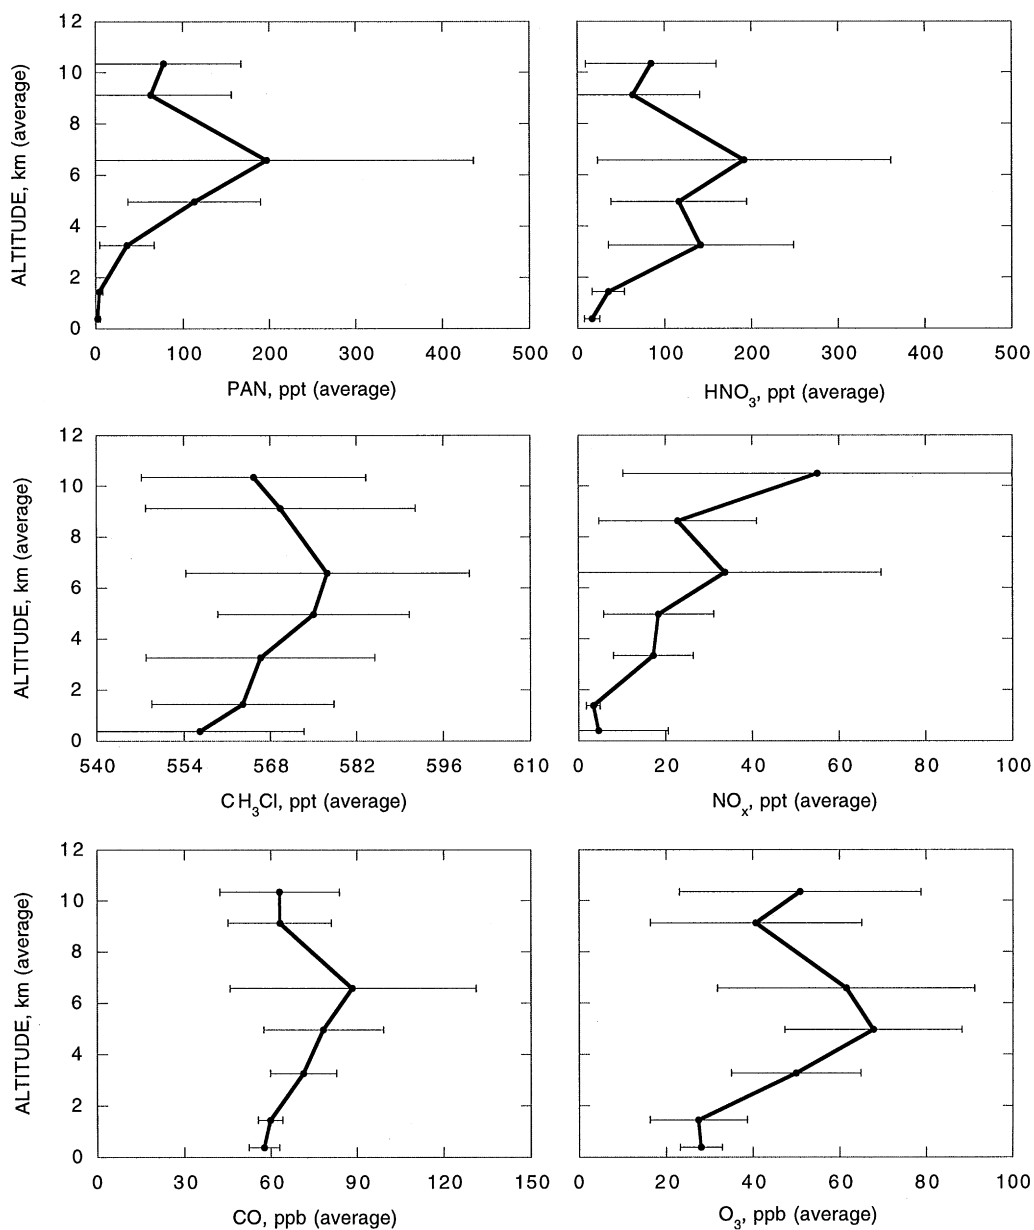 12
10
8
6
4
2
0
ALTITUDE, km (average)
0 100 200 300 400 500
PAN, ppt (average)
0 100 200 300 400 500
HNO3, ppt (average)
12
10
8
6
4
2
0
ALTITUDE, km (average)
540 554 568 582 596 610
CH3Cl, ppt (average)
0 20 40 60 80 100
NOx, ppt (average)
12
10
8
6
4
2
0
ALTITUDE, km (average)
0 30 60 90 120 150
CO, ppb (average)
0 20 40 60 80 100
O3, ppb (average)